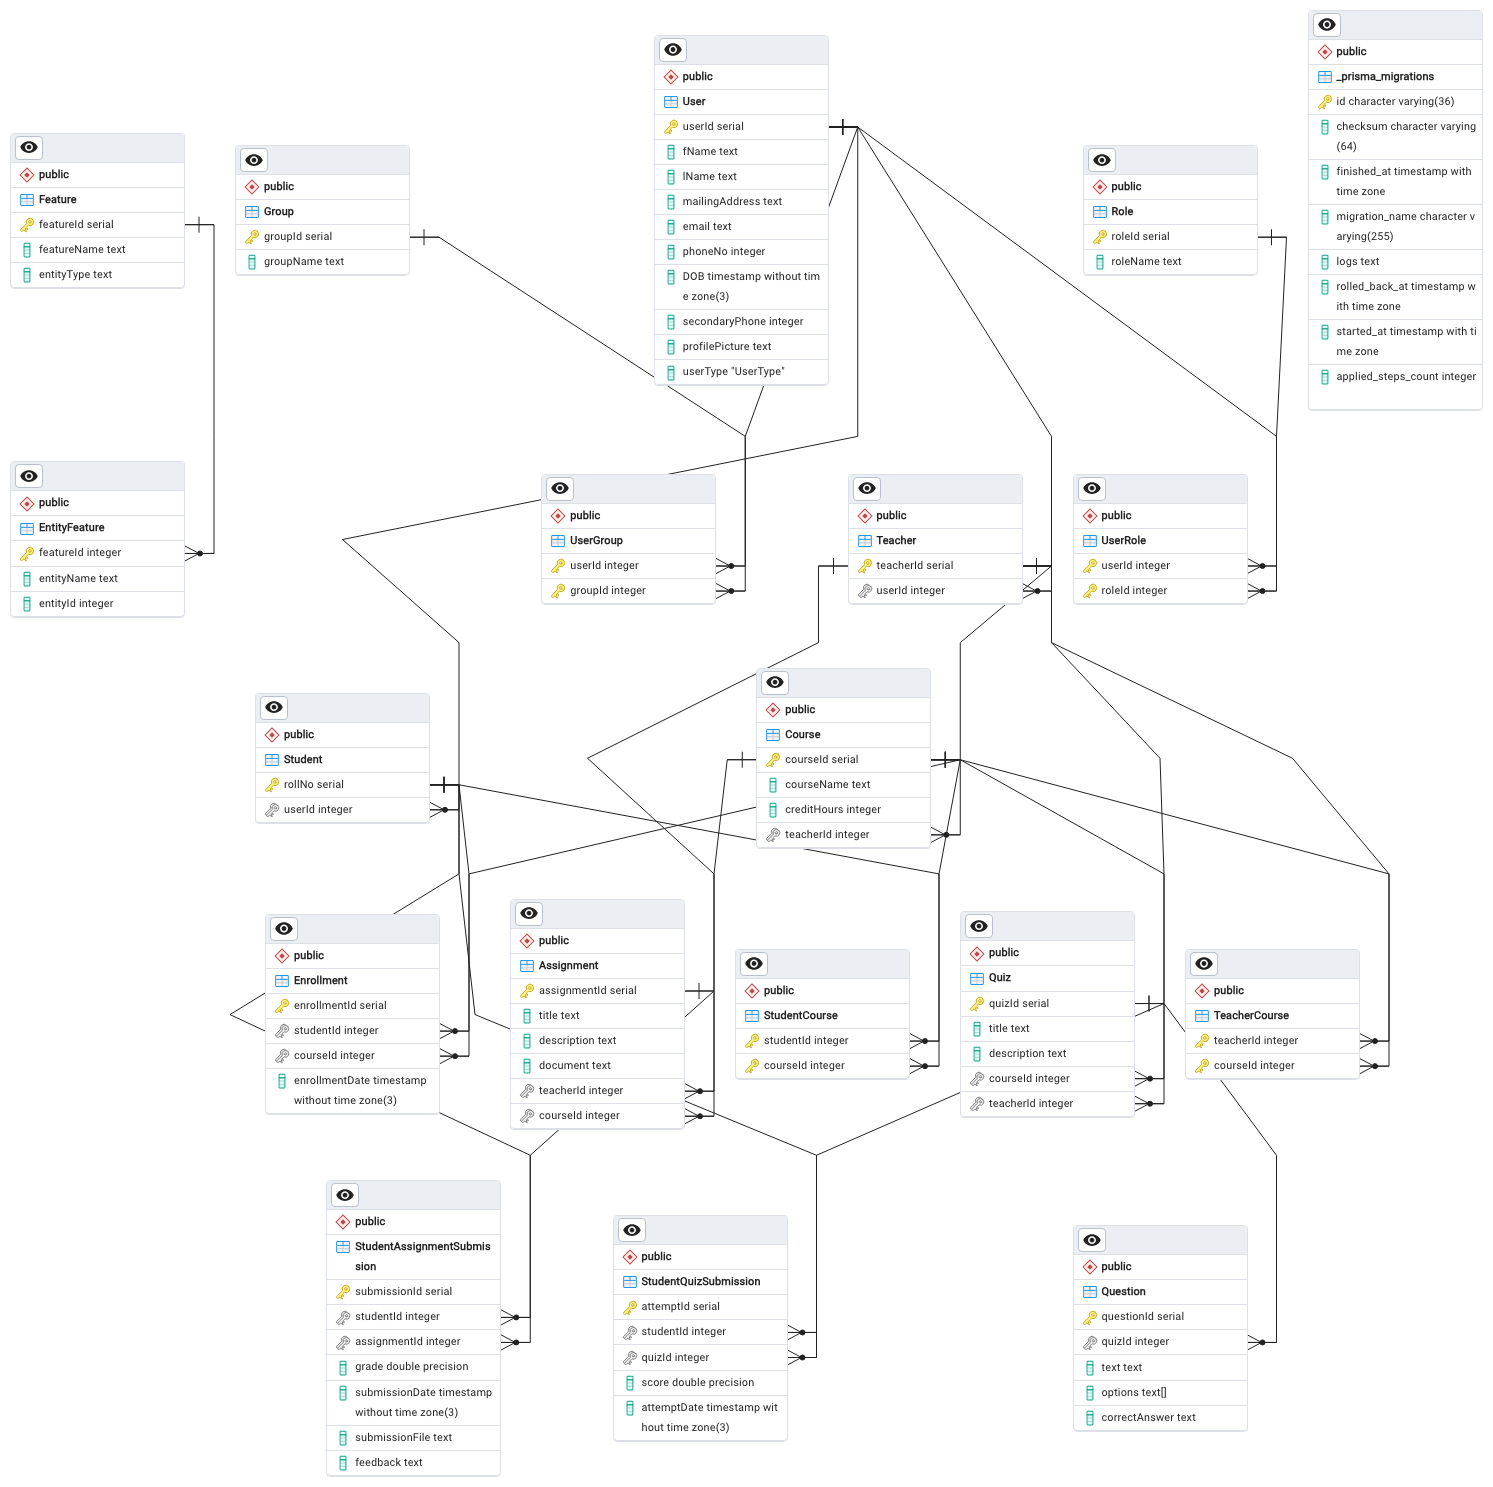 public
User
userId serial
fName text
lName text
mailingAddress text
email text
phoneNo integer
DOB timestamp without tim
e zone(3)
secondaryPhone integer
profilePicture text
userType "UserType"
public
_prisma_migrations
id character varying(36)
checksum character varying
(64)
finished_at timestamp with
time zone
migration_name character v
arying(255)
logs text
rolled_back_at timestamp w
ith time zone
started_at timestamp with ti
me zone
applied_steps_count integer
public
Feature
featureId serial
featureName text
entityType text
public
Group
groupId serial
groupName text
public
Role
roleId serial
roleName text
public
EntityFeature
featureId integer
entityName text
entityId integer
public
UserGroup
userId integer
groupId integer
public
Teacher
teacherId serial
userId integer
public
UserRole
userId integer
roleId integer
public
Student
rollNo serial
userId integer
public
Course
courseId serial
courseName text
creditHours integer
teacherId integer
public
Enrollment
enrollmentId serial
studentId integer
courseId integer
enrollmentDate timestamp
without time zone(3)
public
Assignment
assignmentId serial
title text
description text
document text
teacherId integer
courseId integer
public
StudentCourse
studentId integer
courseId integer
public
Quiz
quizId serial
title text
description text
courseId integer
teacherId integer
public
TeacherCourse
teacherId integer
courseId integer
public
StudentAssignmentSubmis
sion
submissionId serial
studentId integer
assignmentId integer
grade double precision
submissionDate timestamp
without time zone(3)
submissionFile text
feedback text
public
StudentQuizSubmission
attemptId serial
studentId integer
quizId integer
score double precision
attemptDate timestamp wit
hout time zone(3)
public
Question
questionId serial
quizId integer
text text
options text[]
correctAnswer text